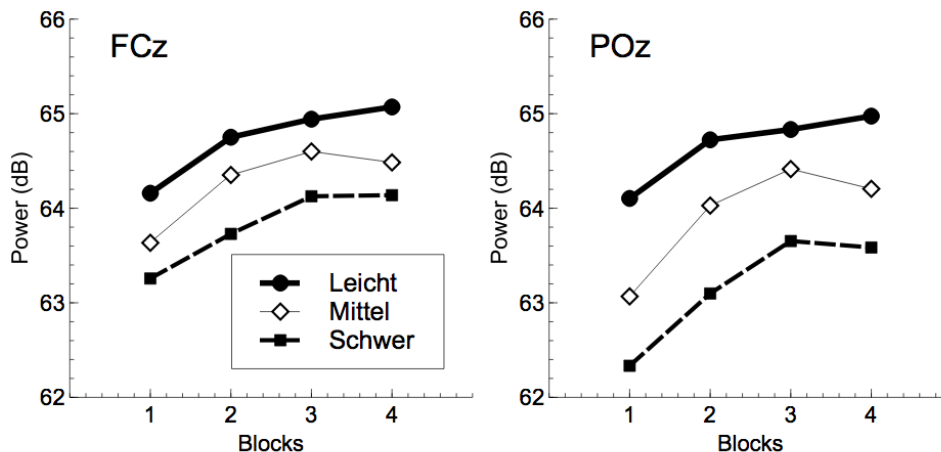 FCz
66
65
64
63
62
Power (dB)
1 2 3 4
Blocks
Leicht
Mittel
Schwer
POz
66
65
64
63
62
Power (dB)
1 2 3 4
Blocks